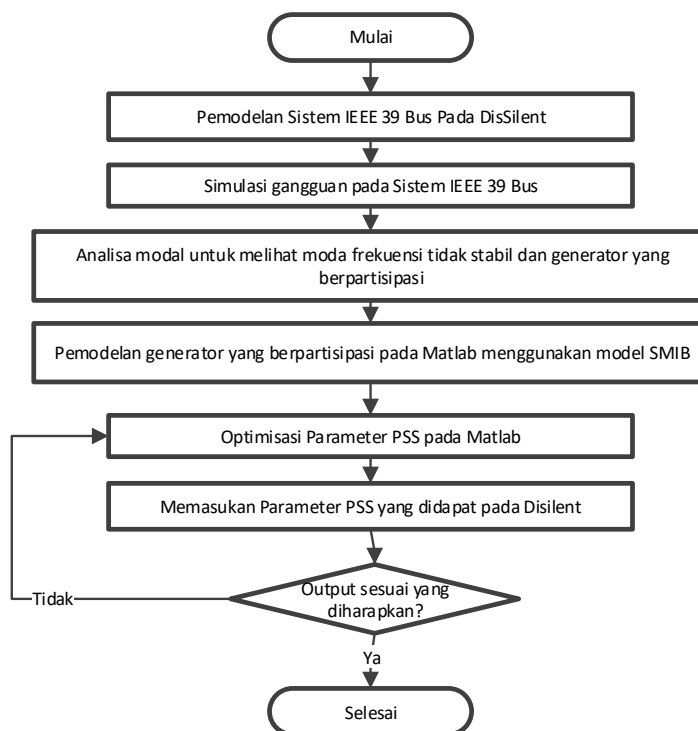 Mulai
Pemodelan Sistem IEEE 39 Bus Pada DisSilent
Simulasi gangguan pada Sistem IEEE 39 Bus
Analisa modal untuk melihat moda frekuensi tidak stabil dan generator yang
berpartisipasi
Pemodelan generator yang berpartisipasi pada Matlab menggunakan model SMIB
Optimisasi Parameter PSS pada Matlab
Memasukan Parameter PSS yang didapat pada Disilent
Output sesuai yang
diharapkan?
Tidak
Ya
Selesai